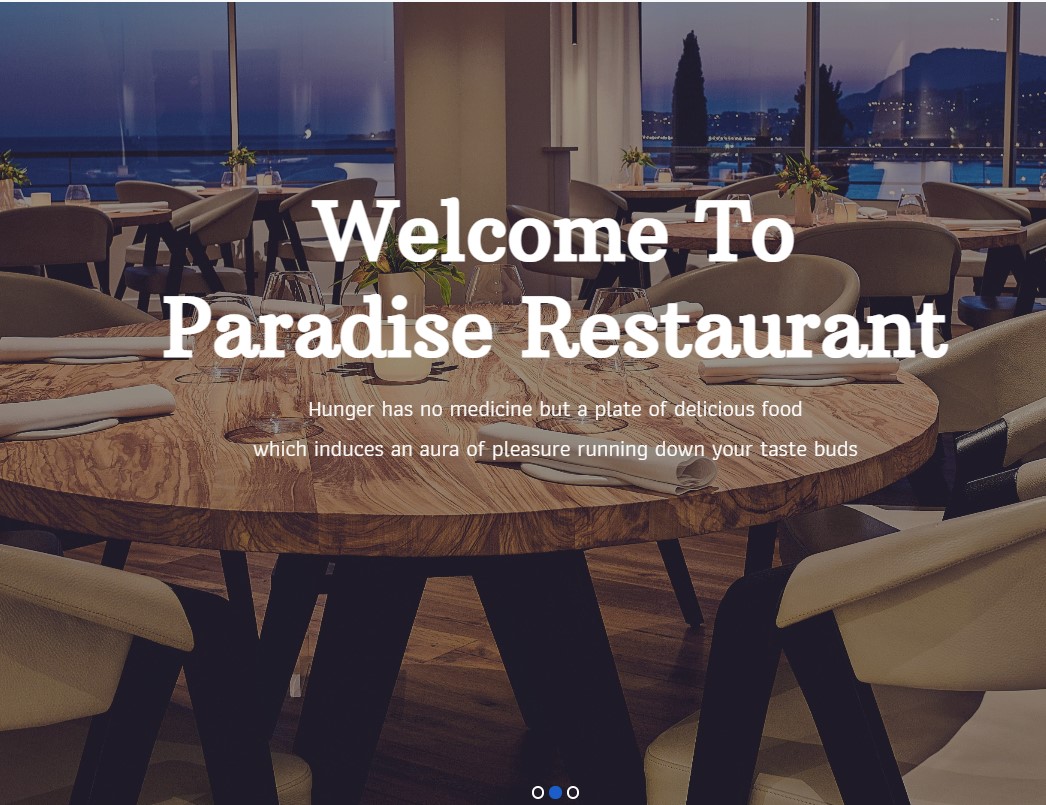 Welcome To
Paradise Restaurant
Hunger has no medicine but a plate of delicious food
which induces an aura of pleasure running down your taste buds